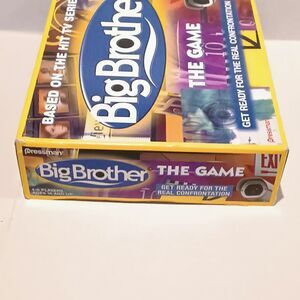 BASED ON THE HIT TV SERIES
Big Brother
THE GAME
GET READY FOR THE REAL CONFRONTATION
Pressman
Big Brother
THE GAME
GET READY FOR THE
REAL CONFRONTATION
EXIT